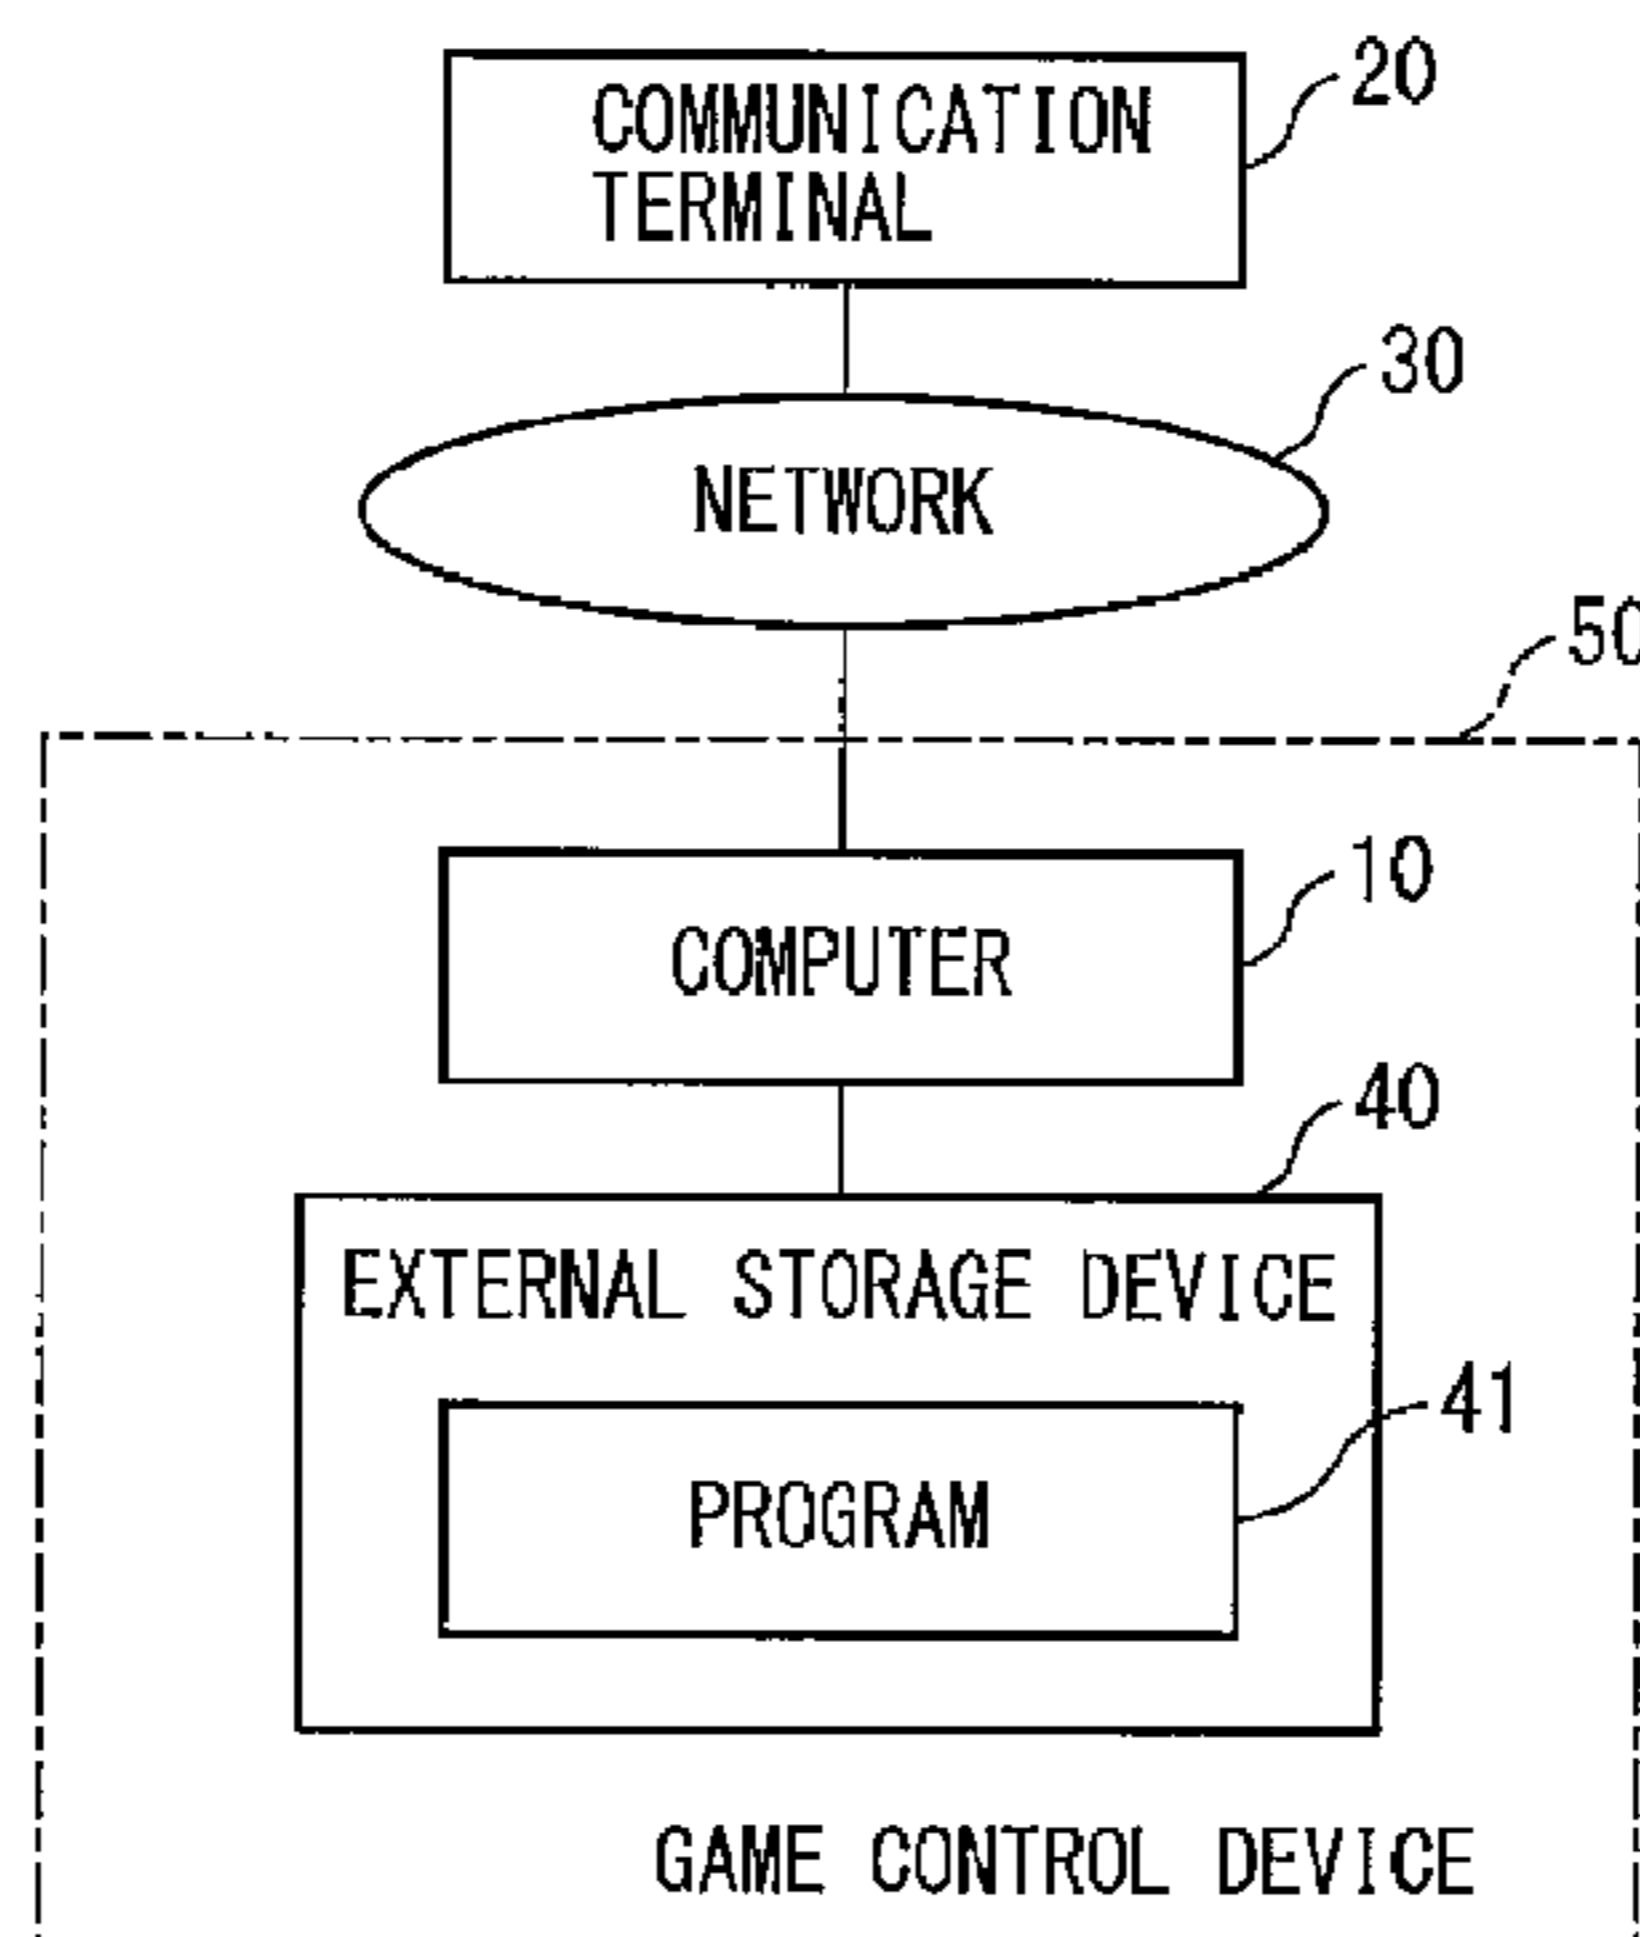 20
COMMUNICATION
TERMINAL
30
NETWORK
50
10
COMPUTER
40
EXTERNAL STORAGE DEVICE
41
PROGRAM
GAME CONTROL DEVICE